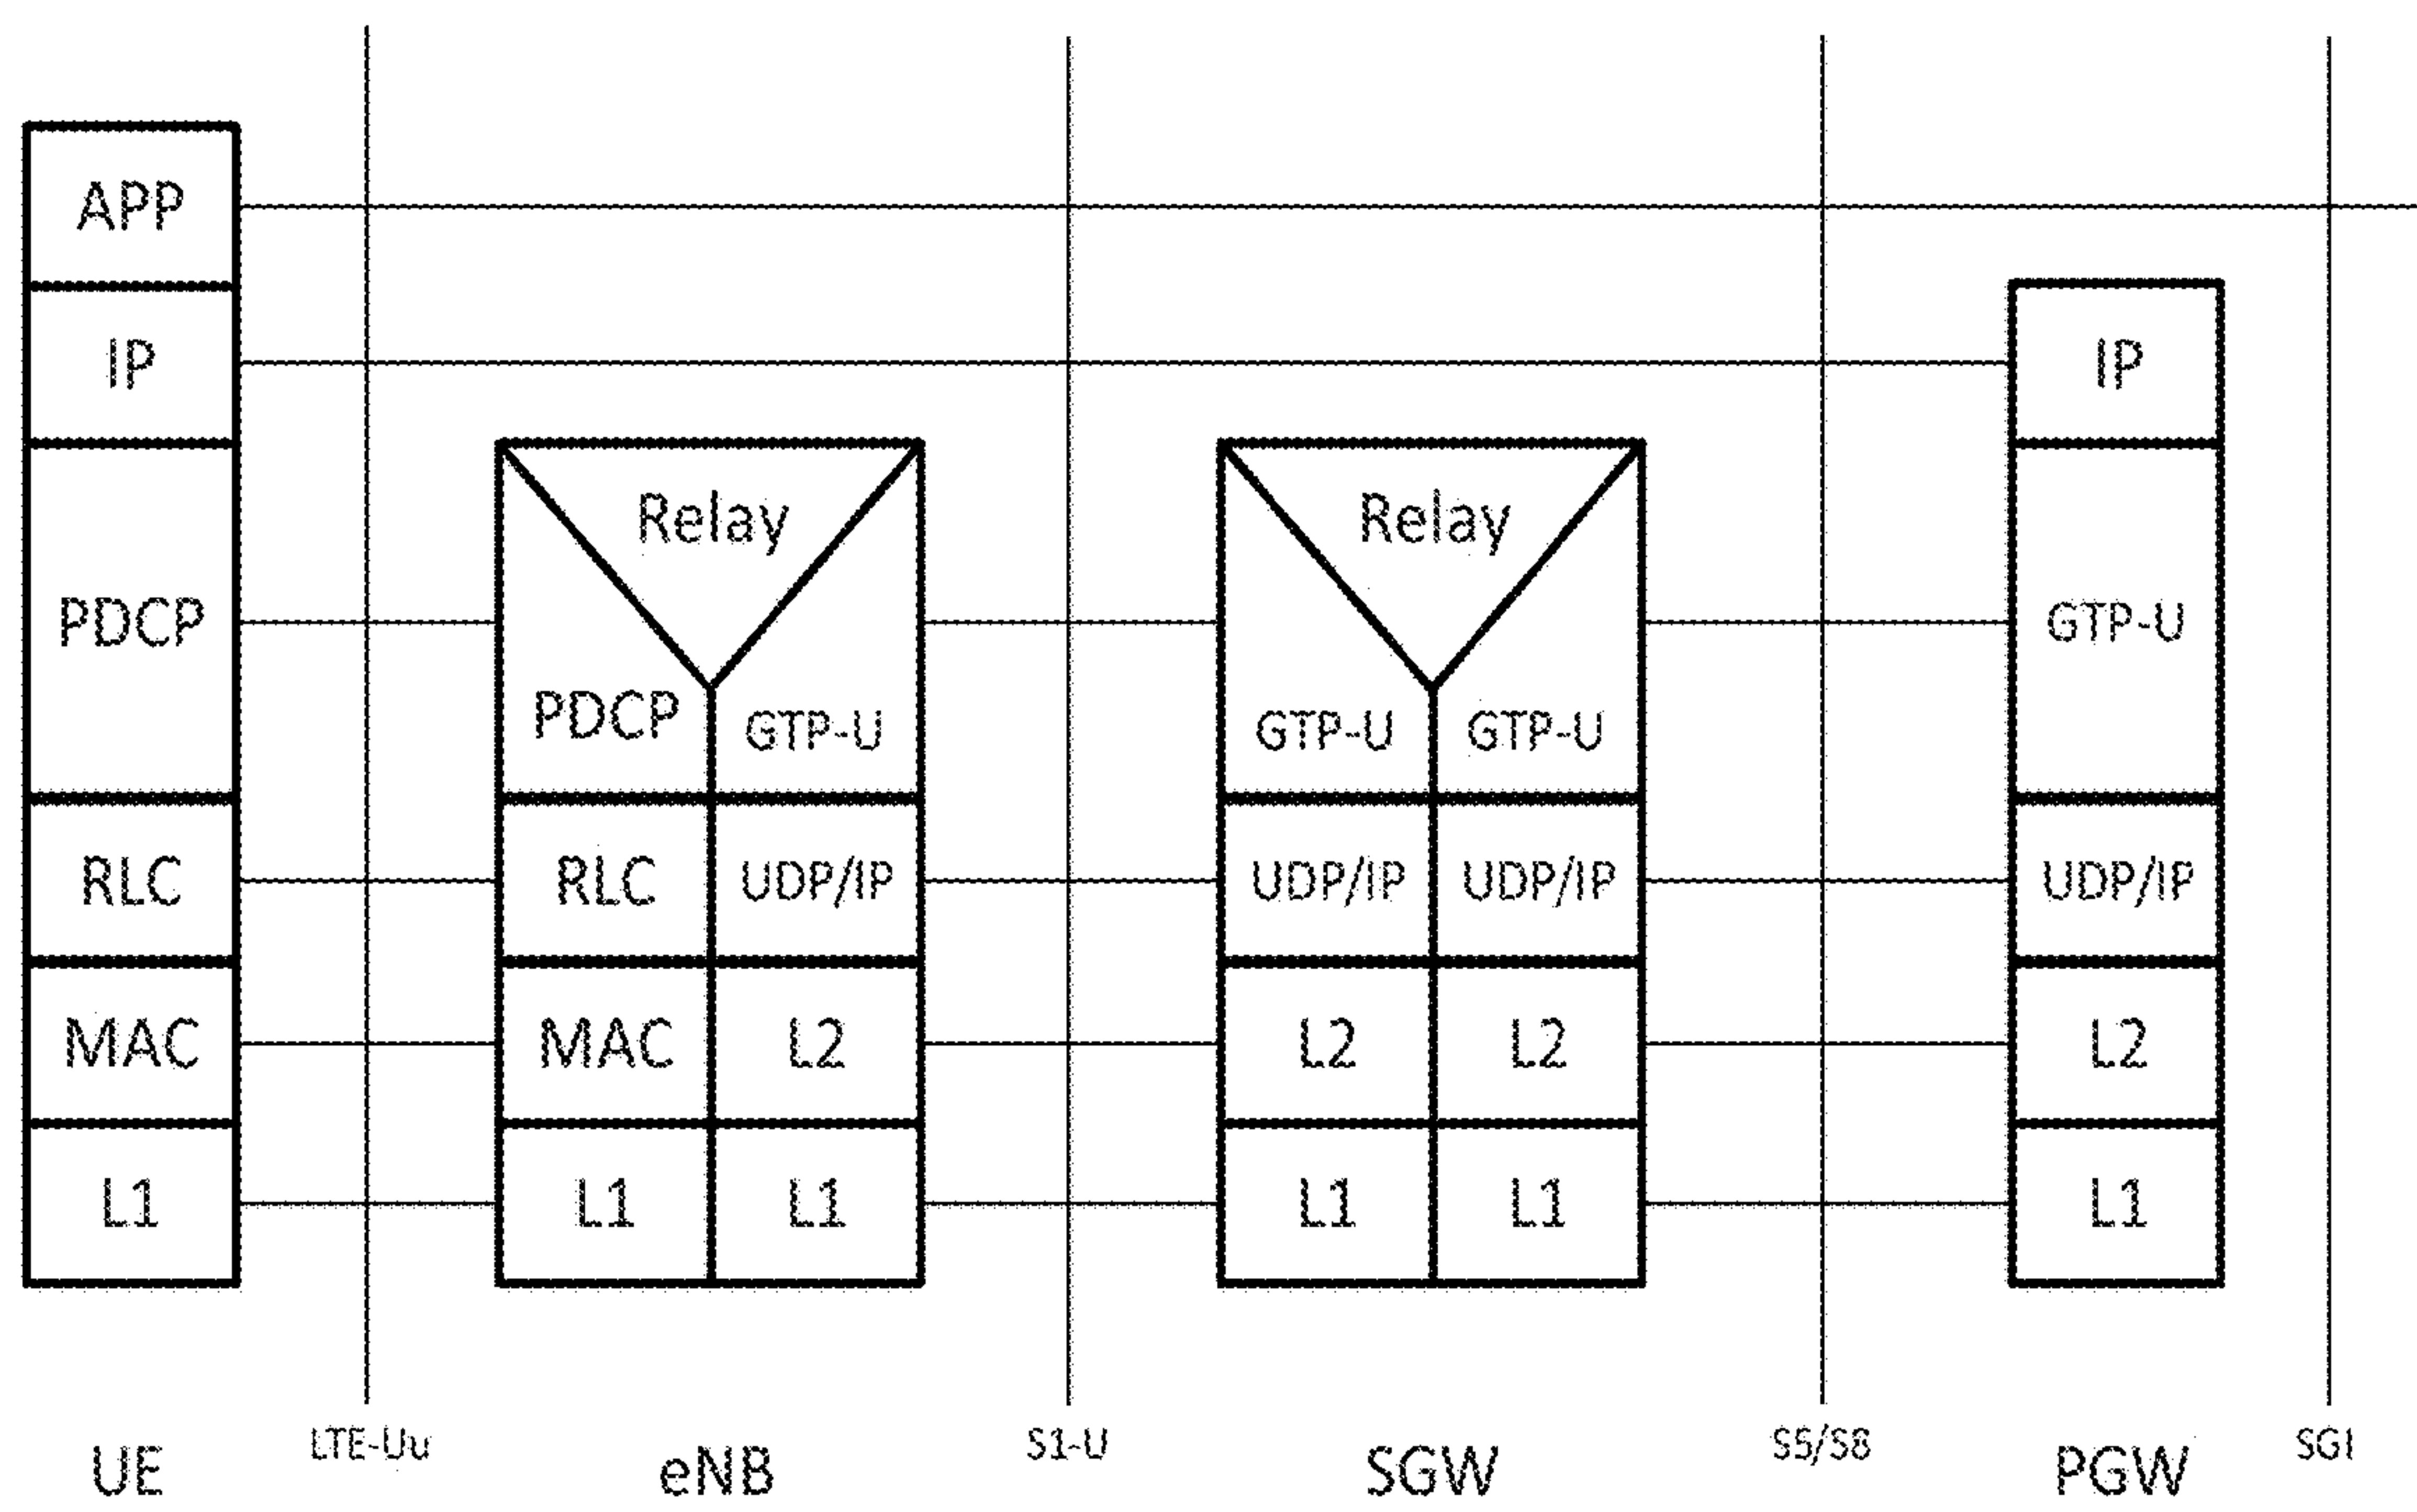 APP
IP
IP
Relay
Relay
PDCP
GTP-U
PDCP
GTP-U
GTP-U
GTP-U
RLC
RLC
UDP/IP
UDP/IP
UDP/IP
UDP/IP
MAC
MAC
L2
L2
L2
L2
L1
L1
L1
L1
L1
L1
UE
LTE-Uu
eNB
S1-U
SGW
S5/S8
PGW
SGI